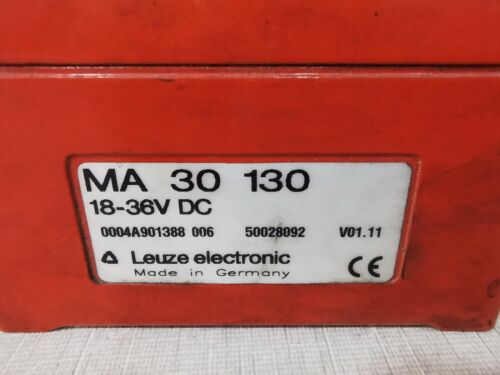 MA 30 130
18-36V DC
0004A901388 006 50028092 V01.11
Leuze electronic
Made in Germany CE